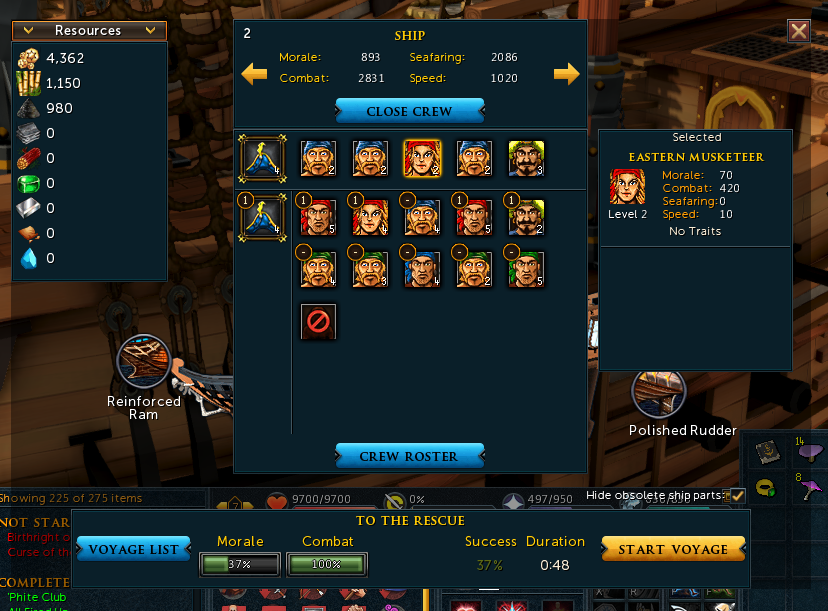 Resources
4,362
1,150
980
0
0
0
0
0
0
2
SHIP
Morale: 893 Seafaring: 2086
Combat: 2831 Speed: 1020
CLOSE CREW
4 2 2 2 2 3
1 4 1 5 1 4 - 4 1 5 1 2
- 4 - 3 - 4 - 2 - 5
CREW ROSTER
Selected
EASTERN MUSKETEER
Level 2
Morale: 70
Combat: 420
Seafaring: 0
Speed: 10
No Traits
Reinforced
Ram
Polished Rudder
14
8
Showing 225 of 275 items
7
9700/9700
0%
497/950
Hide obsolete ship parts:
NOT STAR
Birthright o
Curse of th
TO THE RESCUE
VOYAGE LIST
Morale
37%
Combat
100%
Success
37%
Duration
0:48
START VOYAGE
COMPLETE
'Phite Club
All Fired Up